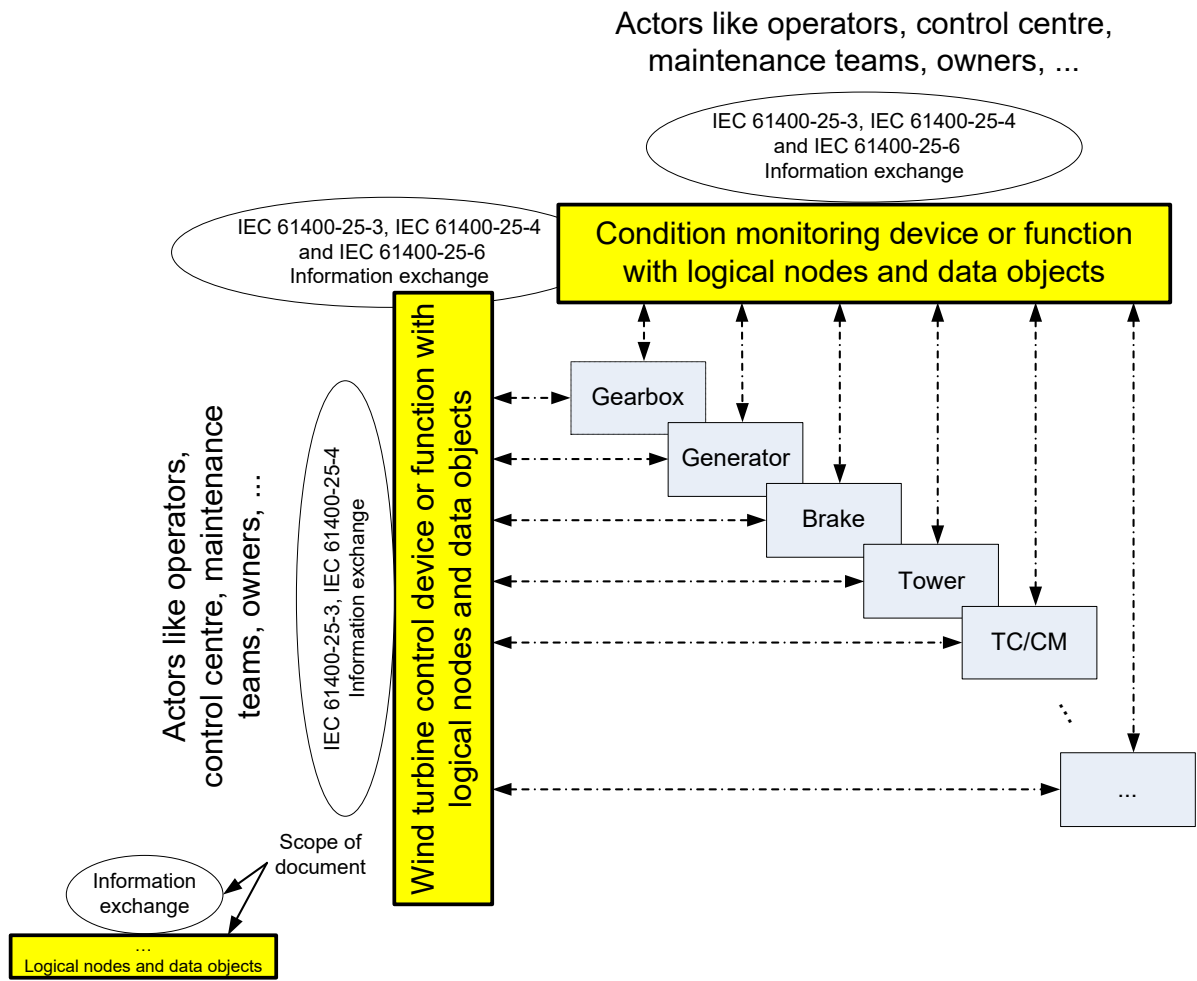 Actors like operators, control centre,
maintenance teams, owners, ...
IEC 61400-25-3, IEC 61400-25-4
and IEC 61400-25-6
Information exchange
IEC 61400-25-3, IEC 61400-25-4
and IEC 61400-25-6
Information exchange
Condition monitoring device or function
with logical nodes and data objects
Actors like operators,
control centre, maintenance
teams, owners, ...
IEC 61400-25-3, IEC 61400-25-4
Information exchange
Wind turbine control device or function with
logical nodes and data objects
Gearbox
Generator
Brake
Tower
TC/CM
...
...
Scope of
document
Information
exchange
...
Logical nodes and data objects